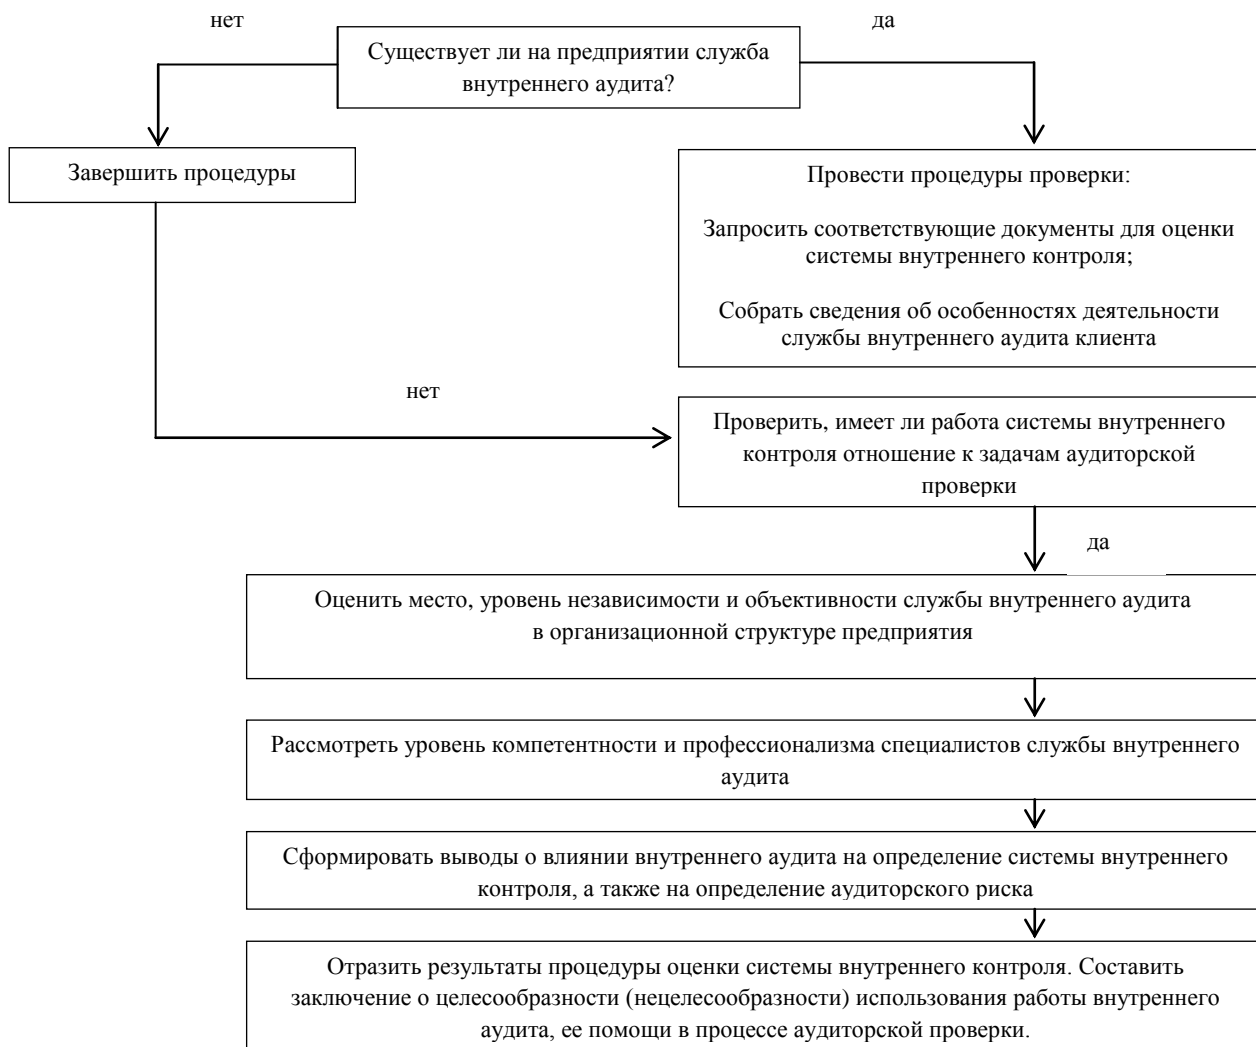 нет
да
Существует ли на предприятии служба
внутреннего аудита?
Завершить процедуры
Провести процедуры проверки:
Запросить соответствующие документы для оценки
системы внутреннего контроля;
Собрать сведения об особенностях деятельности
службы внутреннего аудита клиента
нет
Проверить, имеет ли работа системы внутреннего
контроля отношение к задачам аудиторской
проверки
да
Оценить место, уровень независимости и объективности службы внутреннего аудита
в организационной структуре предприятия
Рассмотреть уровень компетентности и профессионализма специалистов службы внутреннего
аудита
Сформировать выводы о влиянии внутреннего аудита на определение системы внутреннего
контроля, а также на определение аудиторского риска
Отразить результаты процедуры оценки системы внутреннего контроля. Составить
заключение о целесообразности (нецелесообразности) использования работы внутреннего
аудита, ее помощи в процессе аудиторской проверки.